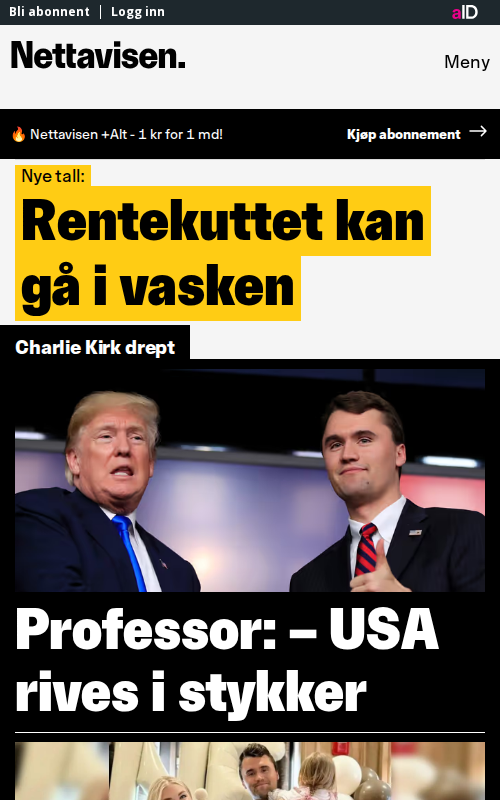 Bli abonnent | Logg inn
aID
Nettavisen.
Meny
🔥 Nettavisen +Alt - 1 kr for 1 md!
Kjøp abonnement →
Nye tall:
Rentekuttet kan
gå i vasken
Charlie Kirk drept
Professor: – USA
rives i stykker